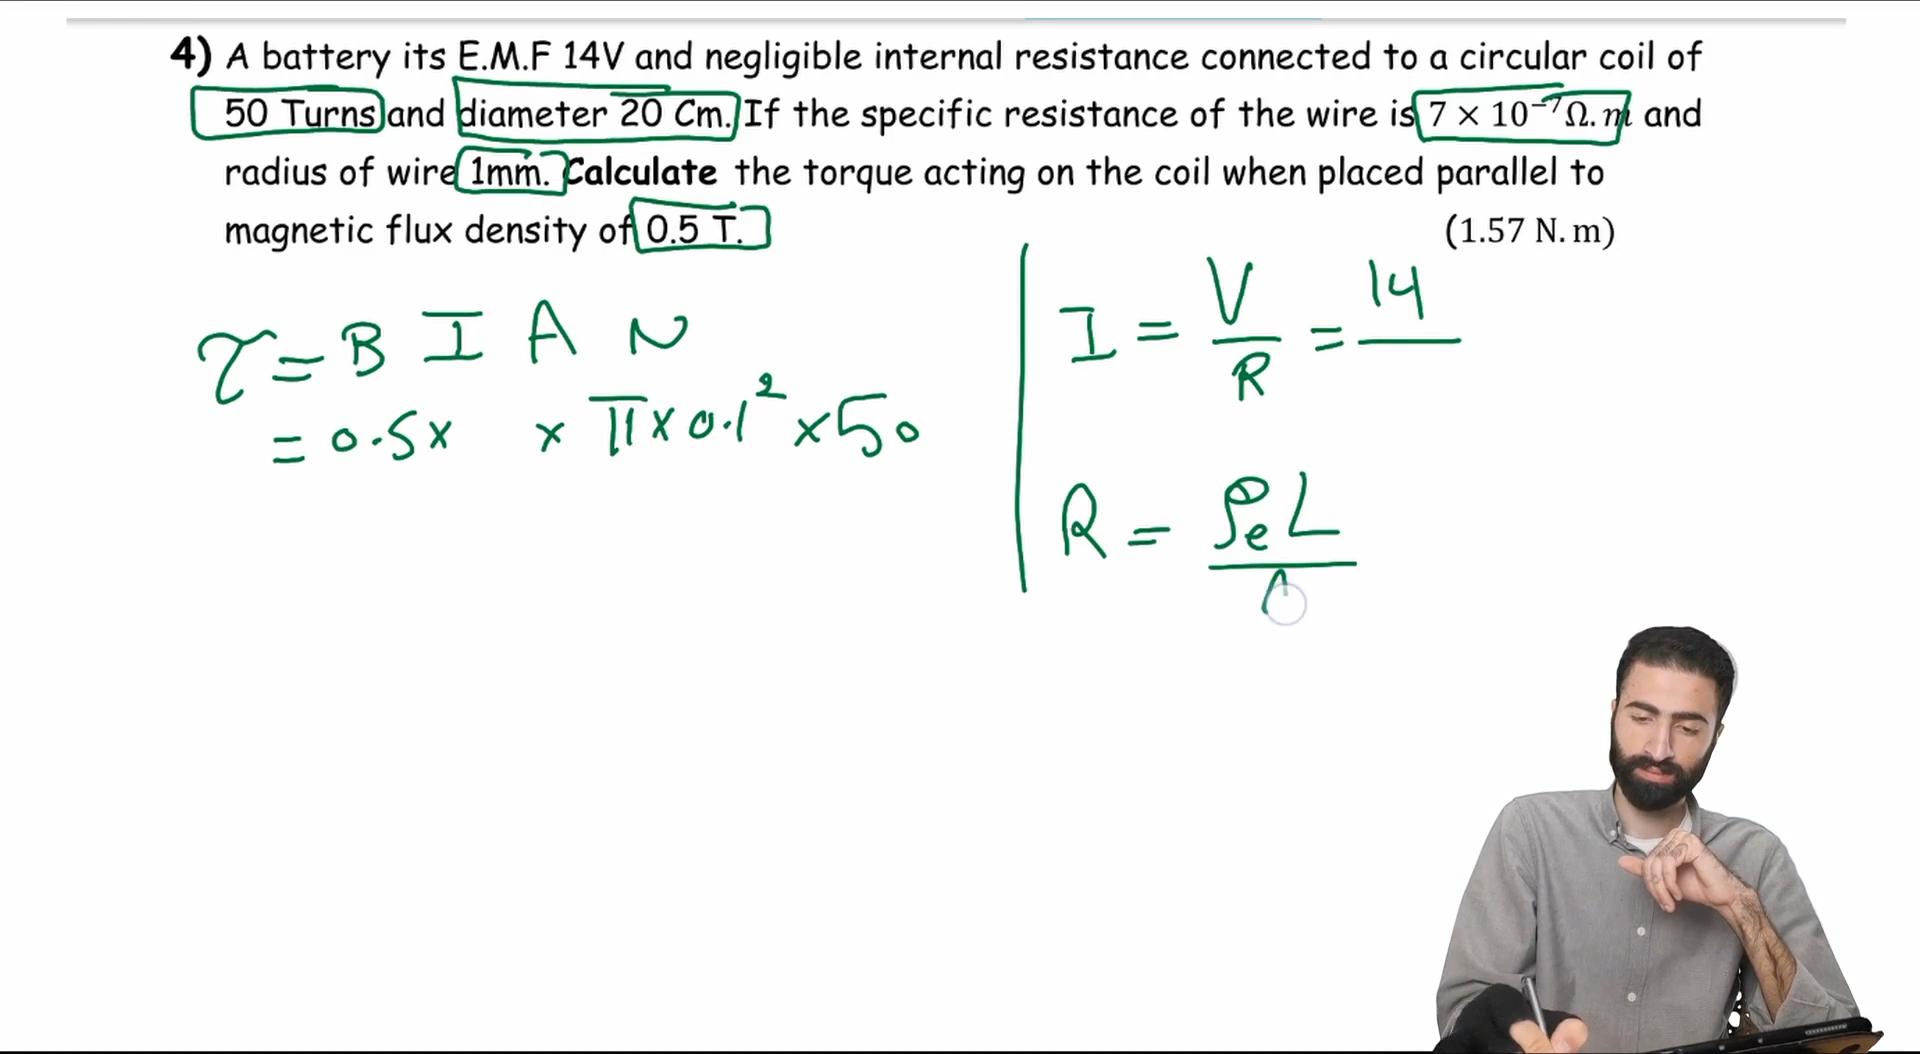 4) A battery its E.M.F 14V and negligible internal resistance connected to a circular coil of
50 Turns and diameter 20 Cm. If the specific resistance of the wire is 7 × 10⁻⁷Ω.m and
radius of wire 1mm. Calculate the torque acting on the coil when placed parallel to
magnetic flux density of 0.5 T. (1.57 N.m)
τ = B I A N
= 0.5 × × π × 0.1² × 50
I = V/R = 14
R = ρₑL